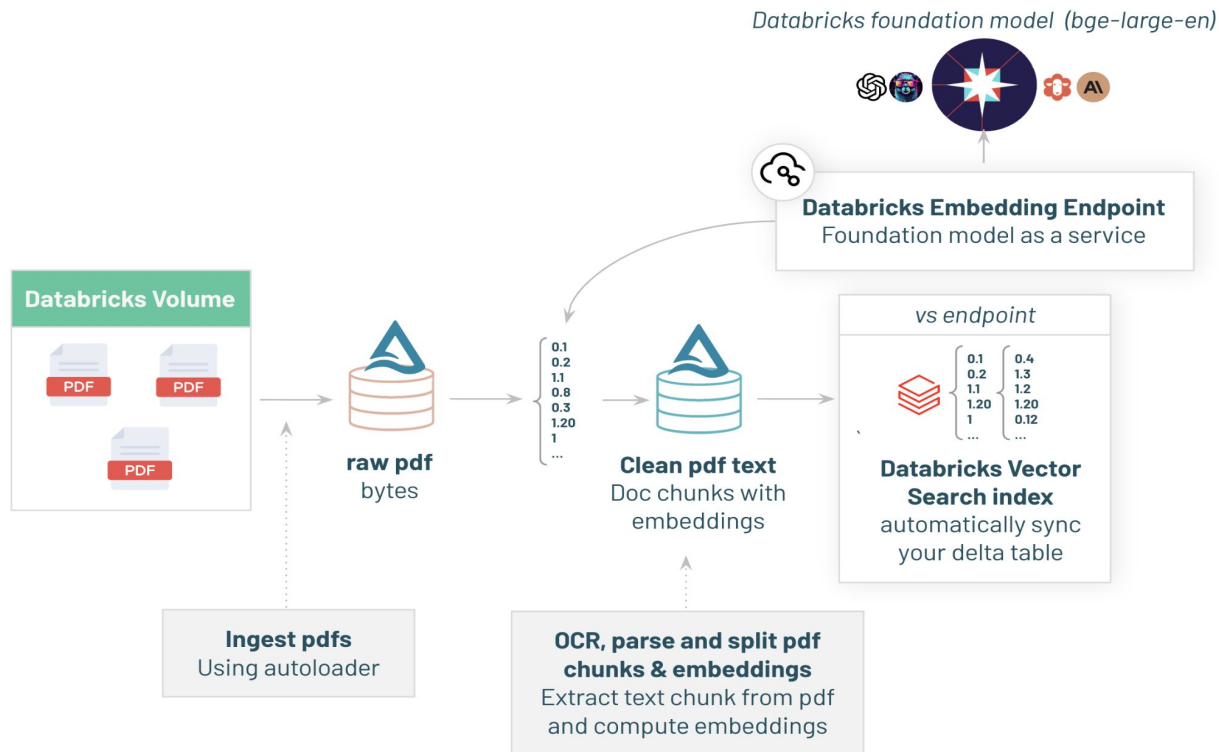 Databricks foundation model (bge-large-en)
AI
Databricks Embedding Endpoint
Foundation model as a service
Databricks Volume
PDF
PDF
PDF
raw pdf
bytes
0.1
0.2
1.1
0.8
0.3
1.20
1
...
Clean pdf text
Doc chunks with
embeddings
vs endpoint
0.1
0.2
1.1
1.20
1
...
0.4
1.3
1.2
1.20
0.12
...
Databricks Vector
Search index
automatically sync
your delta table
Ingest pdfs
Using autoloader
OCR, parse and split pdf
chunks & embeddings
Extract text chunk from pdf
and compute embeddings